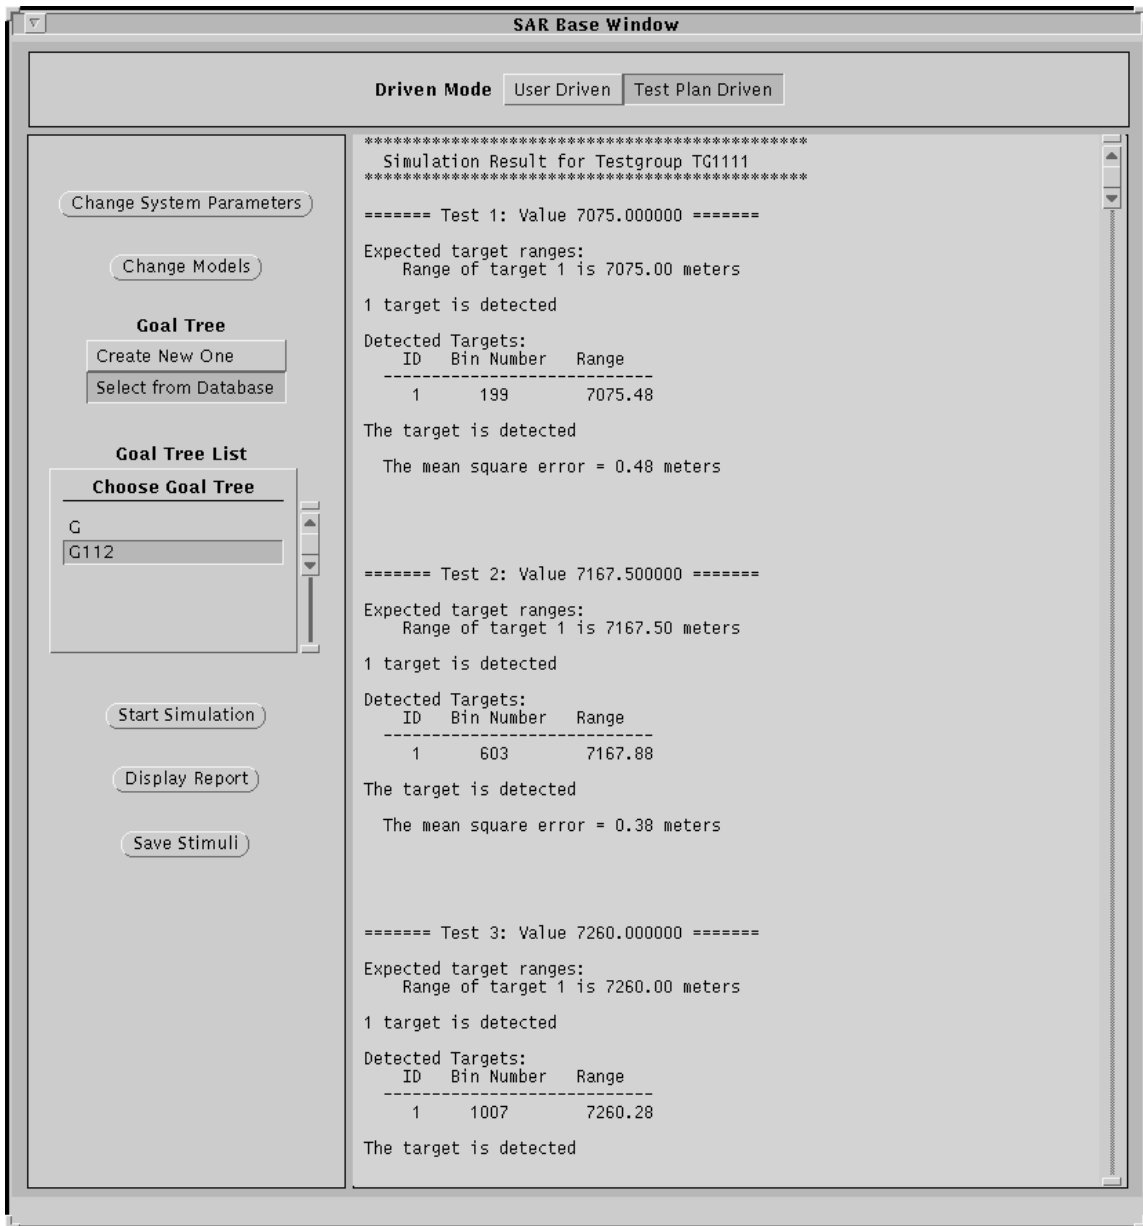 SAR Base Window
Driven Mode User Driven Test Plan Driven
Change System Parameters
Change Models
Goal Tree
Create New One
Select from Database
Goal Tree List
Choose Goal Tree
G
G112
Start Simulation
Display Report
Save Stimuli
**********************************************
Simulation Result for Testgroup TG1111
**********************************************
======= Test 1: Value 7075.000000 =======
Expected target ranges:
Range of target 1 is 7075.00 meters
1 target is detected
Detected Targets:
ID Bin Number Range
----------------------------
1 199 7075.48
The target is detected
The mean square error = 0.48 meters
======= Test 2: Value 7167.500000 =======
Expected target ranges:
Range of target 1 is 7167.50 meters
1 target is detected
Detected Targets:
ID Bin Number Range
----------------------------
1 603 7167.88
The target is detected
The mean square error = 0.38 meters
======= Test 3: Value 7260.000000 =======
Expected target ranges:
Range of target 1 is 7260.00 meters
1 target is detected
Detected Targets:
ID Bin Number Range
----------------------------
1 1007 7260.28
The target is detected